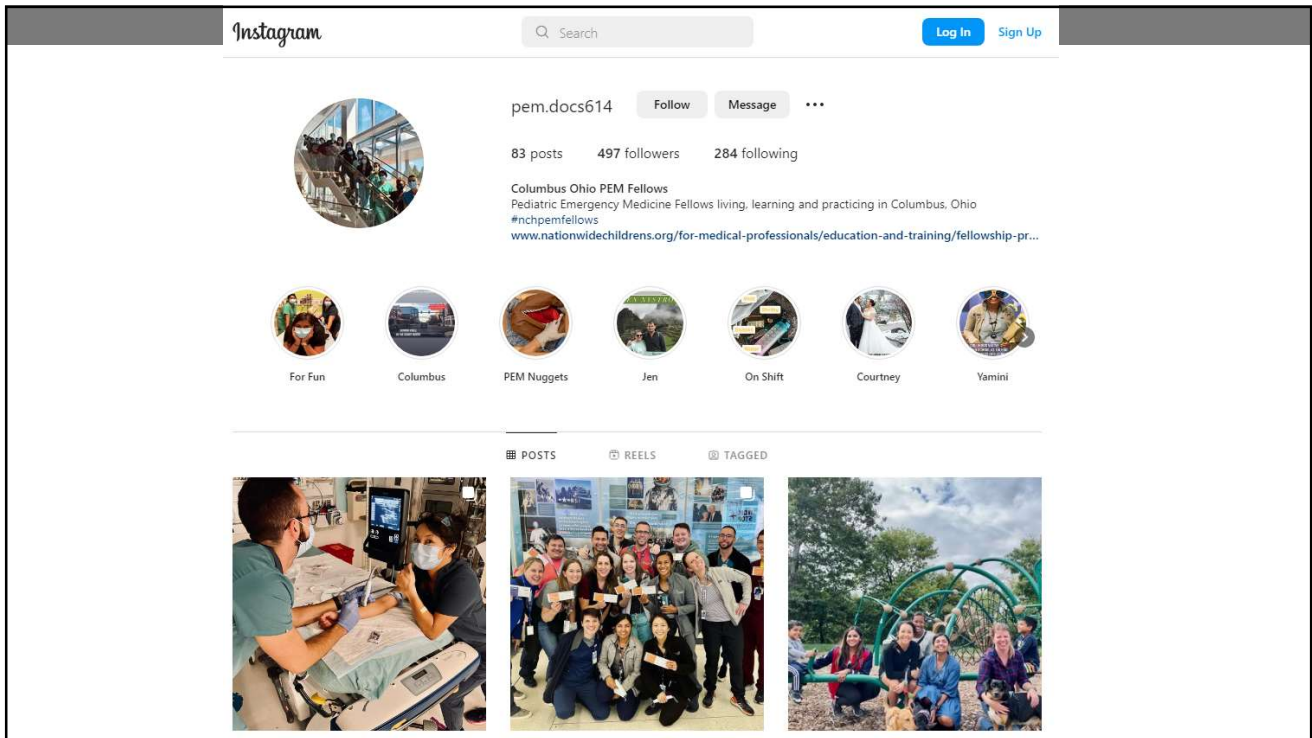 Instagram
Search
Log In
Sign Up
pem.docs614
Follow
Message
83 posts 497 followers 284 following
Columbus Ohio PEM Fellows
Pediatric Emergency Medicine Fellows living, learning and practicing in Columbus, Ohio
#nchpemfellows
www.nationwidechildrens.org/for-medical-professionals/education-and-training/fellowship-pr...
For Fun
Columbus
PEM Nuggets
Jen
On Shift
Courtney
Yamini
POSTS
REELS
TAGGED